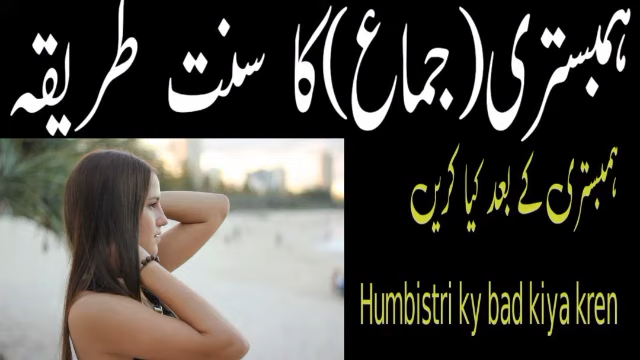 ہمبستری(جماع)کا سنت طریقہ
ہمبستری کے بعد کیا کریں
Humbistri ky bad kiya kren